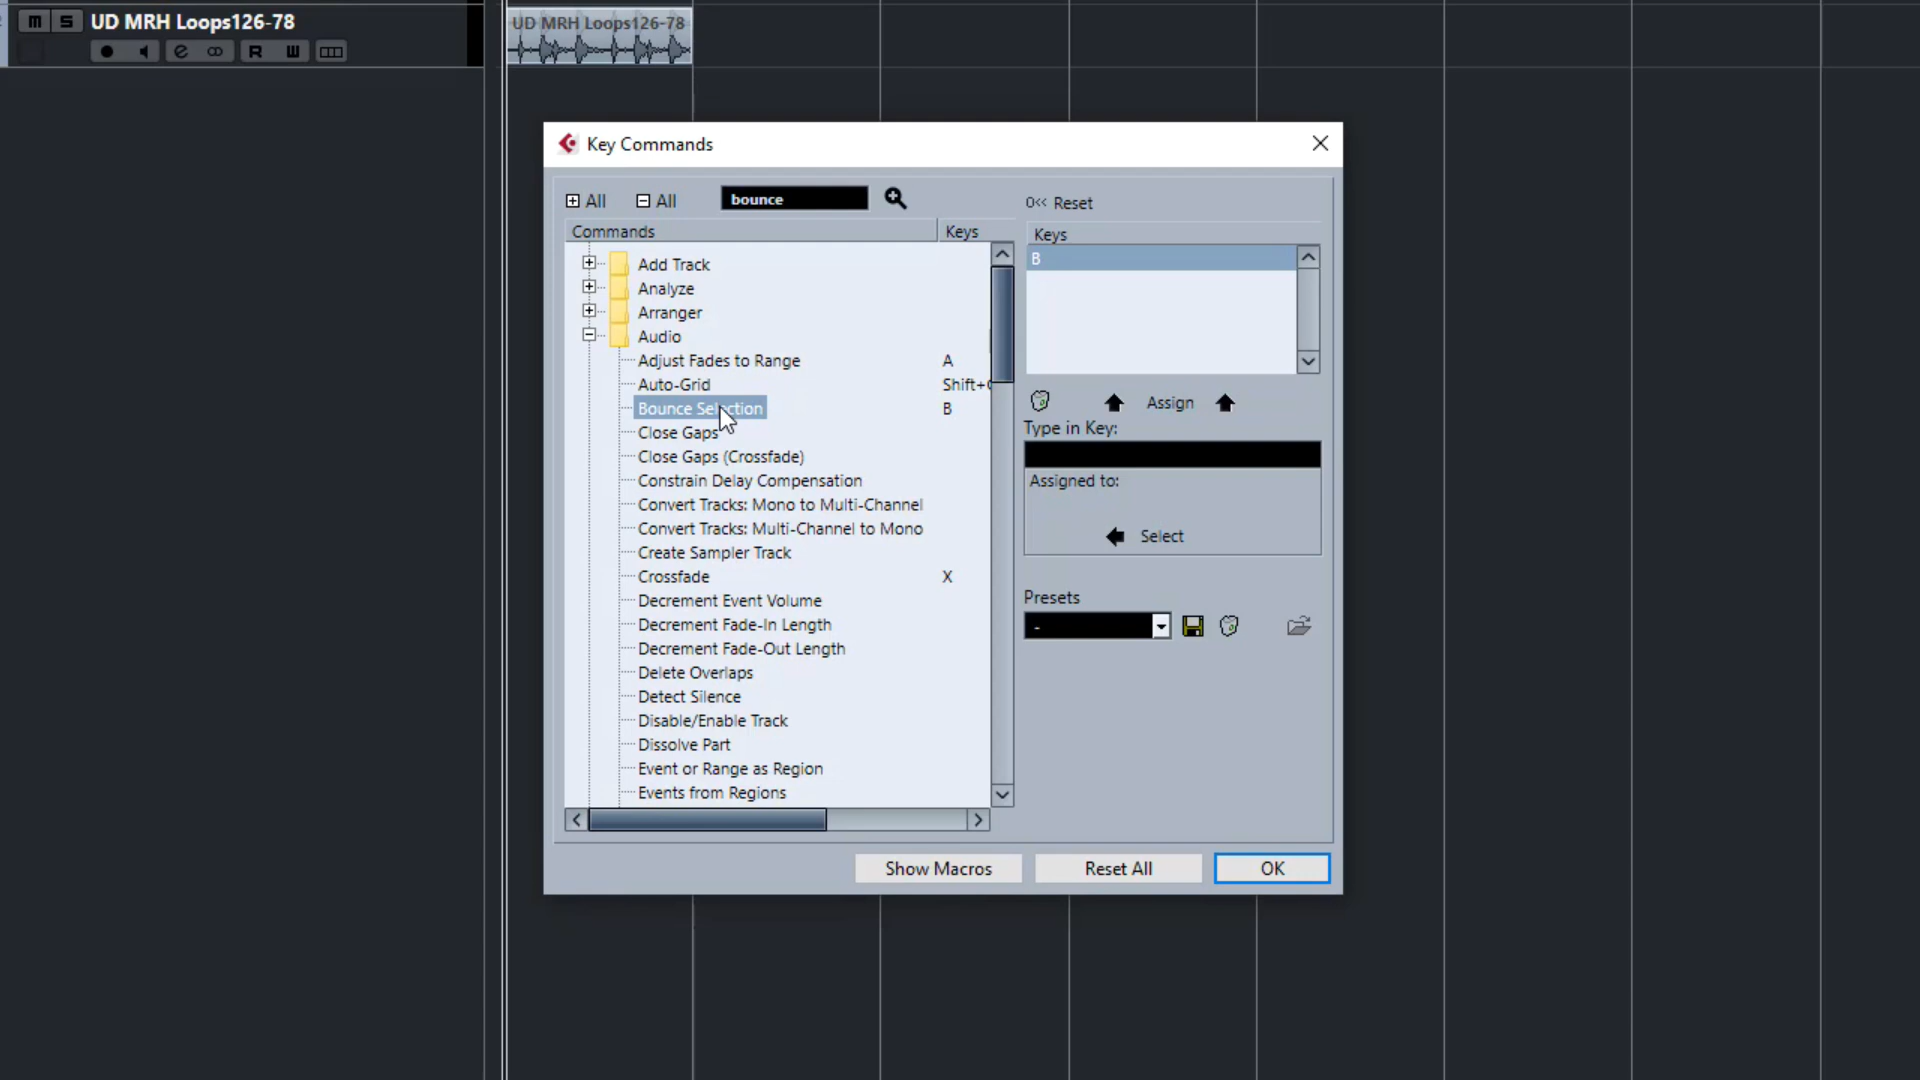 m S UD MRH Loops126-78
R W
UD MRH Loops126-78
Key Commands
All All bounce
0<< Reset
Commands Keys
Keys
B
Add Track
Analyze
Arranger
Audio
Adjust Fades to Range A
Auto-Grid Shift+
Bounce Selection B
Close Gaps
Close Gaps (Crossfade)
Constrain Delay Compensation
Convert Tracks: Mono to Multi-Channel
Convert Tracks: Multi-Channel to Mono
Create Sampler Track
Crossfade X
Decrement Event Volume
Decrement Fade-In Length
Decrement Fade-Out Length
Delete Overlaps
Detect Silence
Disable/Enable Track
Dissolve Part
Event or Range as Region
Events from Regions
Assign
Type in Key:
Assigned to:
Select
Presets
-
Show Macros Reset All OK